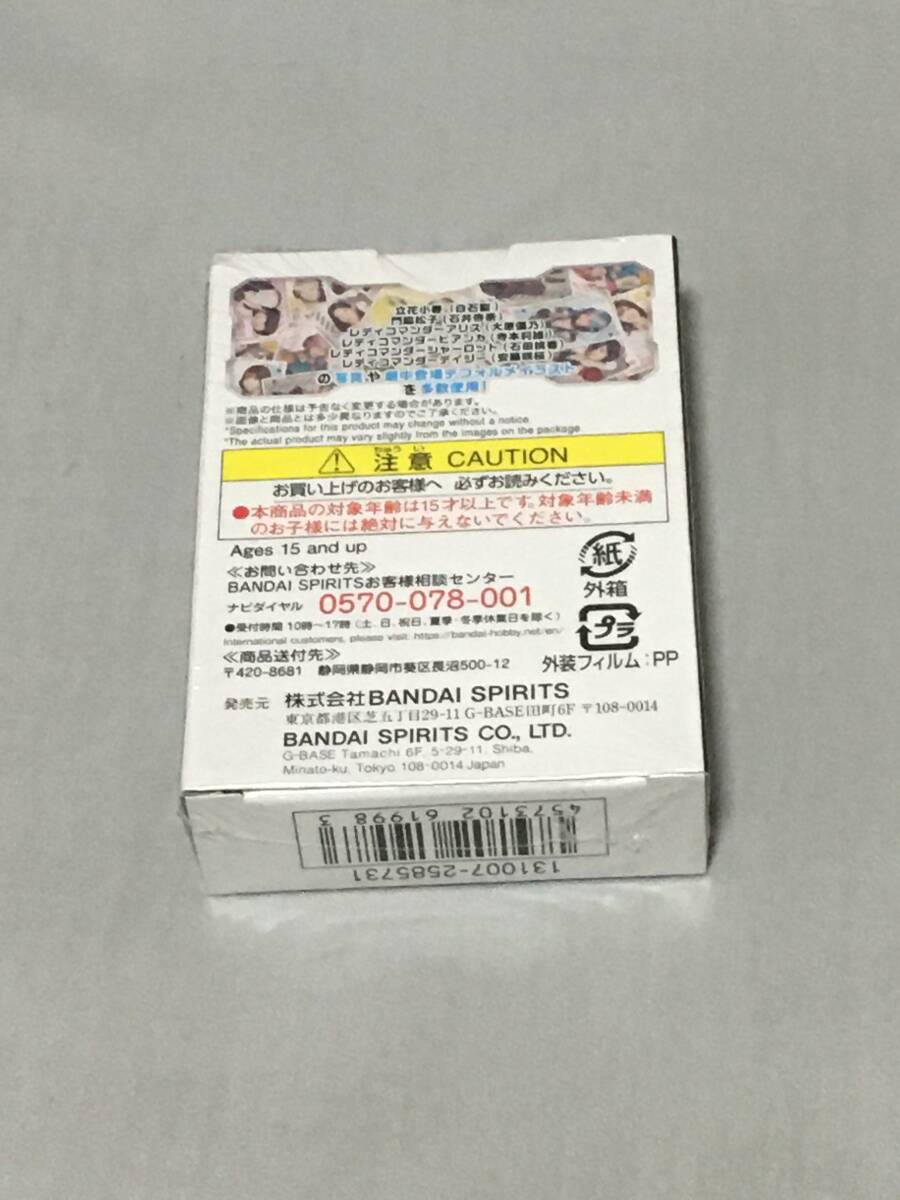 立花小春（白石聖）
門脇松子（石井杏奈）
レディコマンダーアリス（大原優乃）
レディコマンダービアンカ（寺本莉緒）
レディコマンダーシャーロット
レディコマンダーデイジー
の写真や劇中登場デフォルメイラスト
を多数使用!
※商品の仕様は予告なく変更する場合があります。
※画像と商品とは多少異なりますのでご了承ください。
*Specifications for this product may change without a notice.
*The actual product may vary slightly from the images on the package.
注意 CAUTION
お買い上げのお客様へ 必ずお読みください。
●本商品の対象年齢は15才以上です。対象年齢未満
のお子様には絶対に与えないでください。
Ages 15 and up
≪お問い合わせ先≫
BANDAI SPIRITSお客様相談センター
ナビダイヤル 0570-078-001
●受付時間 10時〜17時（土、日、祝日、夏季・冬季休業日を除く）
International customers, please visit: https://bandai-hobby.net/en/
≪商品送付先≫
〒420-8681 静岡県静岡市葵区長沼500-12
紙
外箱
プラ
外装フィルム：PP
発売元 株式会社BANDAI SPIRITS
東京都港区芝五丁目29-11 G-BASE田町6F 〒108-0014
BANDAI SPIRITS CO., LTD.
G-BASE Tamachi 6F, 5-29-11, Shiba,
Minato-ku, Tokyo 108-0014 Japan
4573102 61998 3
131007-2585731